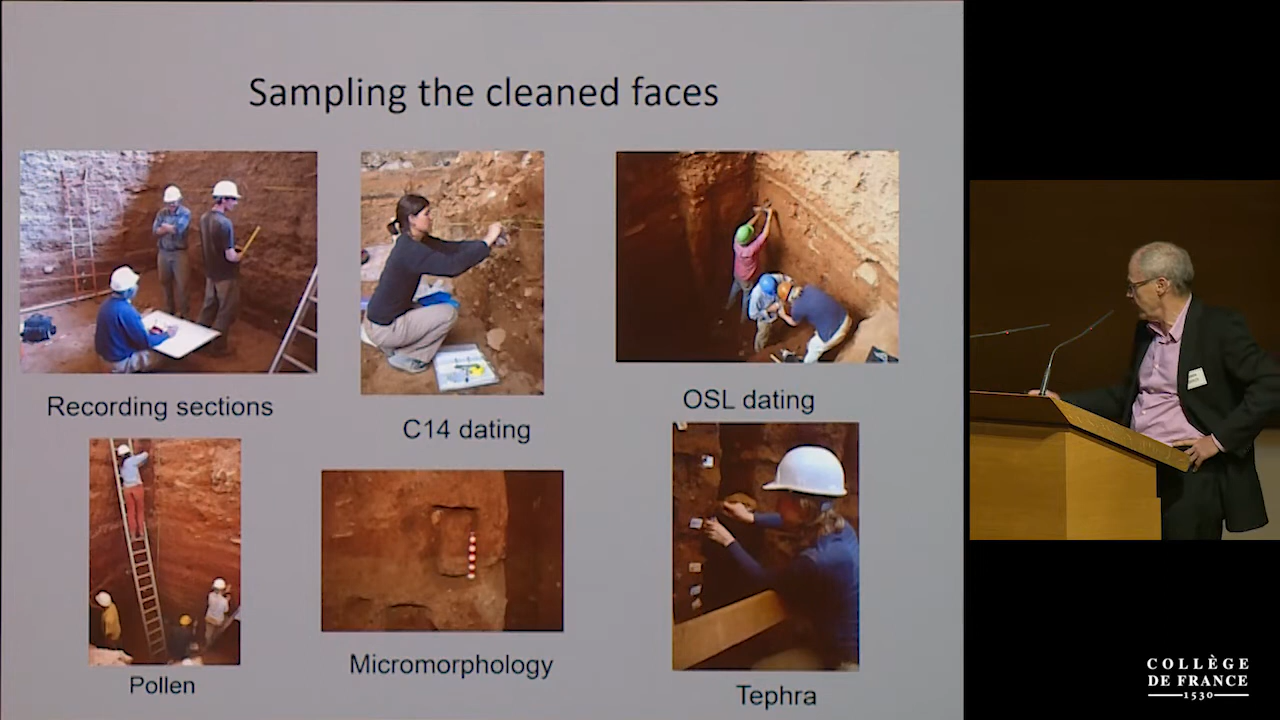 Sampling the cleaned faces
Recording sections
C14 dating
OSL dating
Pollen
Micromorphology
Tephra
COLLÈGE
DE FRANCE
1530